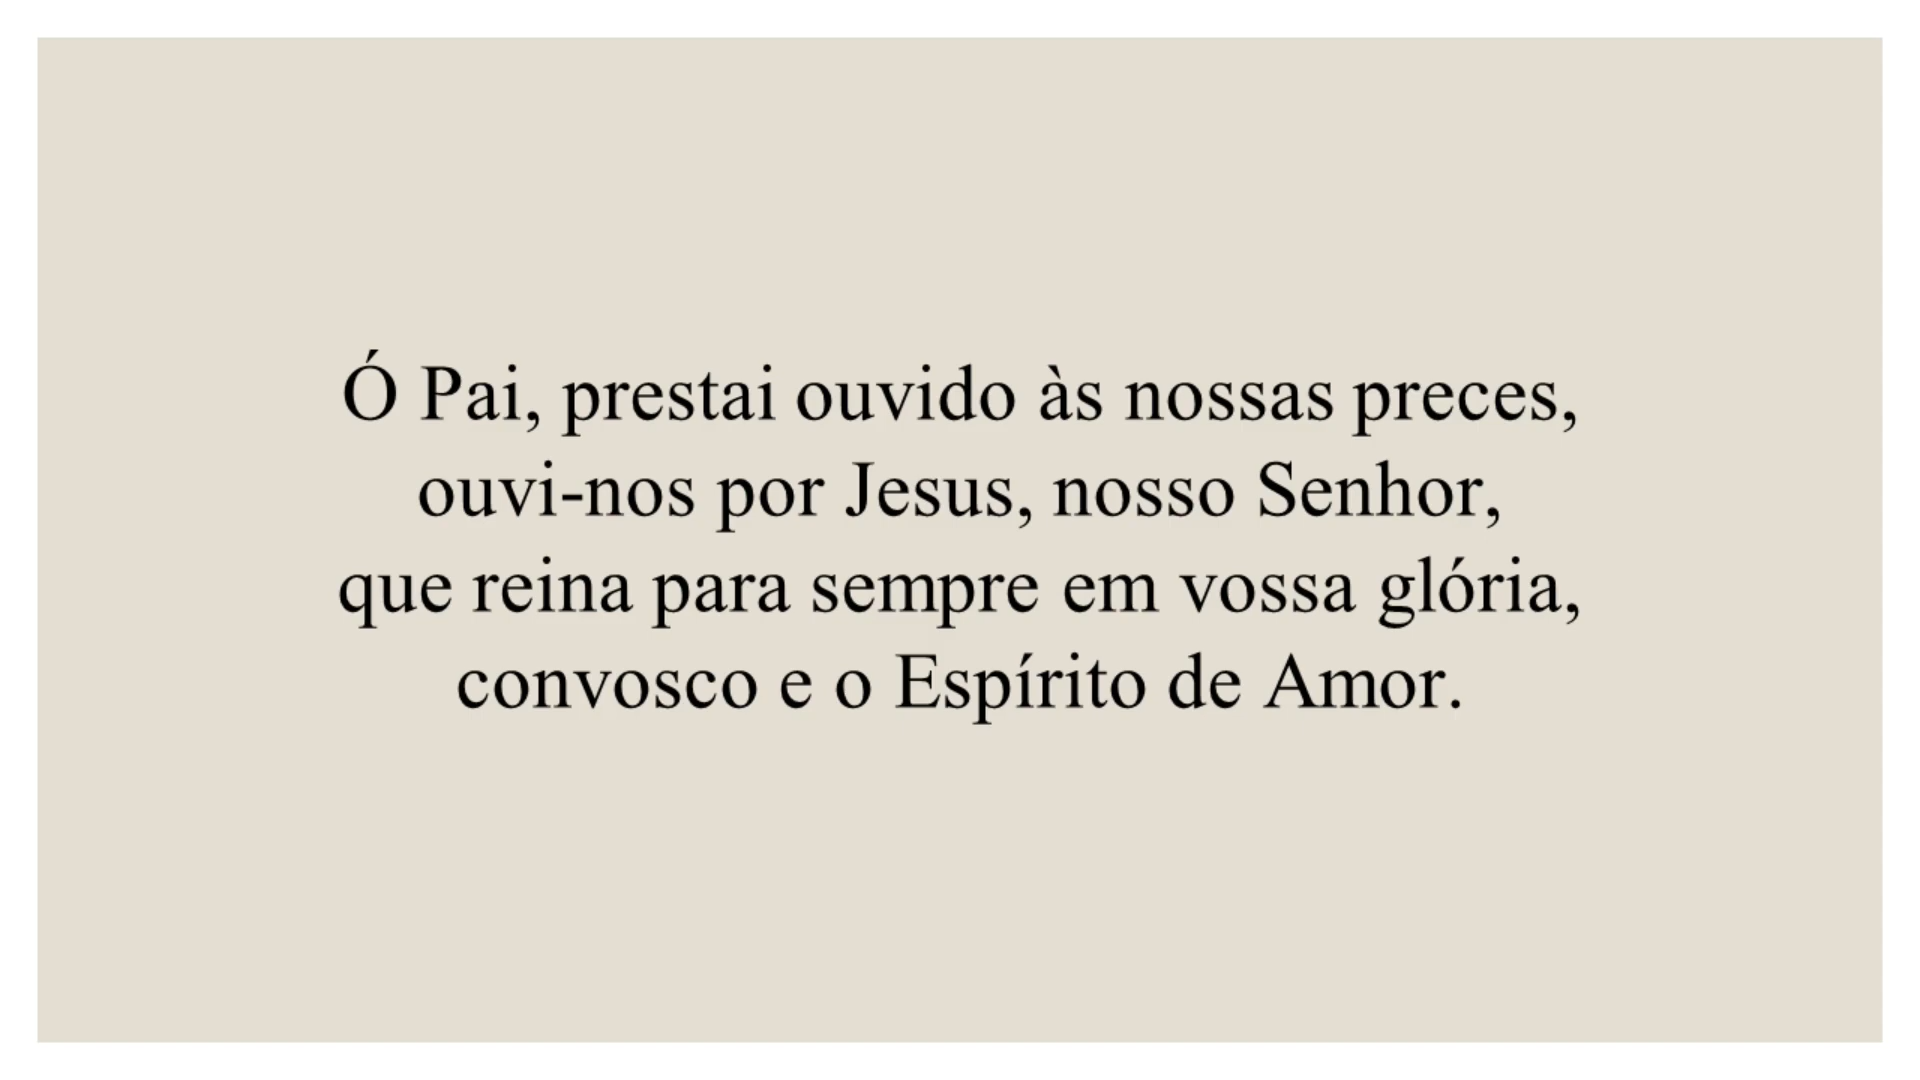 Ó Pai, prestai ouvido às nossas preces,
ouvi-nos por Jesus, nosso Senhor,
que reina para sempre em vossa glória,
convosco e o Espírito de Amor.